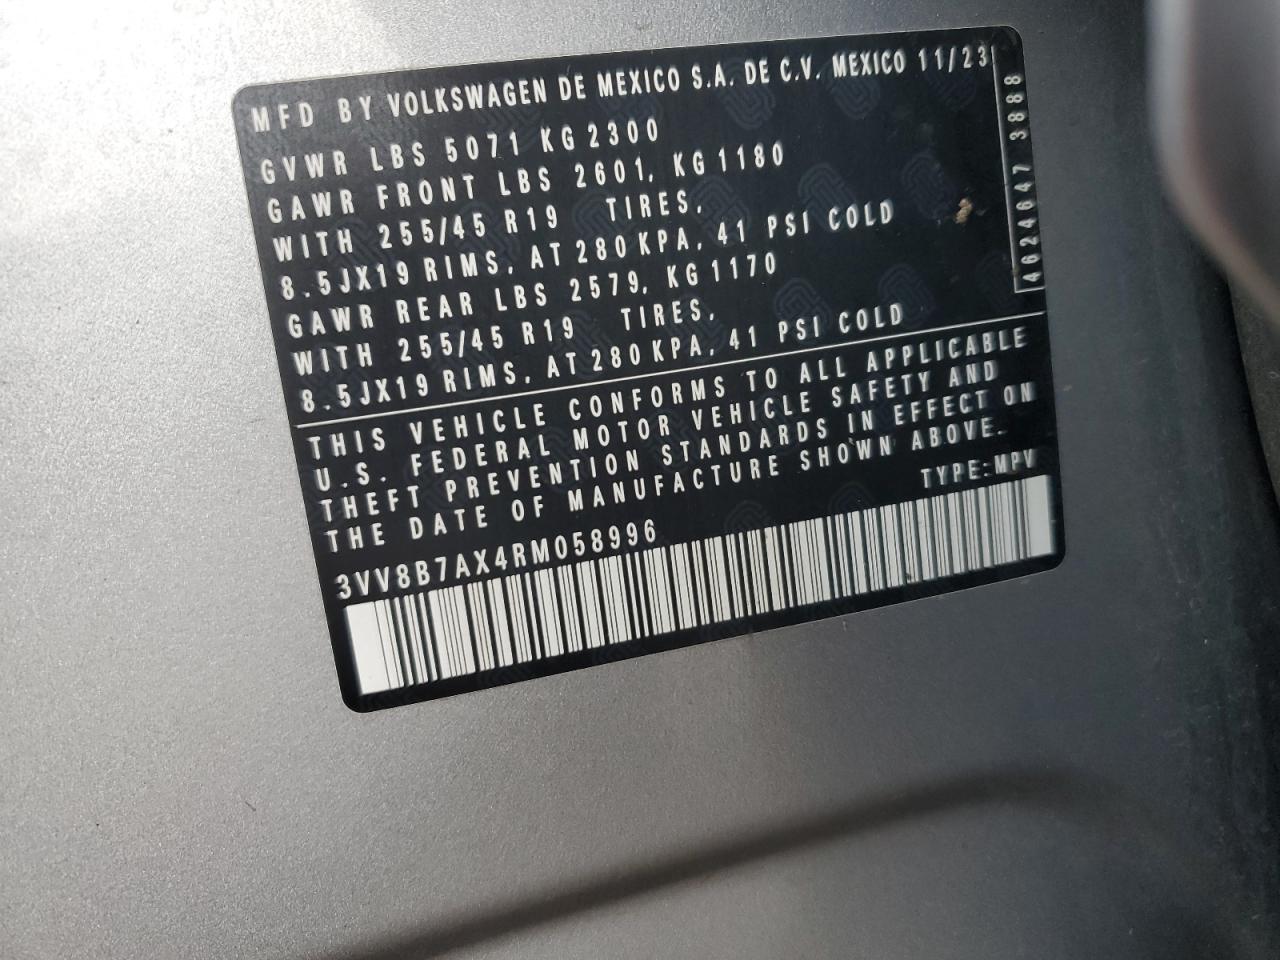 MFD BY VOLKSWAGEN DE MEXICO S.A. DE C.V. MEXICO 11/23
GVWR LBS 5071 KG 2300
GAWR FRONT LBS 2601, KG 1180
WITH 255/45 R19 TIRES,
8.5JX19 RIMS, AT 280 KPA, 41 PSI COLD
GAWR REAR LBS 2579, KG 1170
WITH 255/45 R19 TIRES,
8.5JX19 RIMS, AT 280 KPA, 41 PSI COLD
4624647 3888
THIS VEHICLE CONFORMS TO ALL APPLICABLE
U.S. FEDERAL MOTOR VEHICLE SAFETY AND
THEFT PREVENTION STANDARDS IN EFFECT ON
THE DATE OF MANUFACTURE SHOWN ABOVE.
TYPE:MPV
3VV8B7AX4RM058996